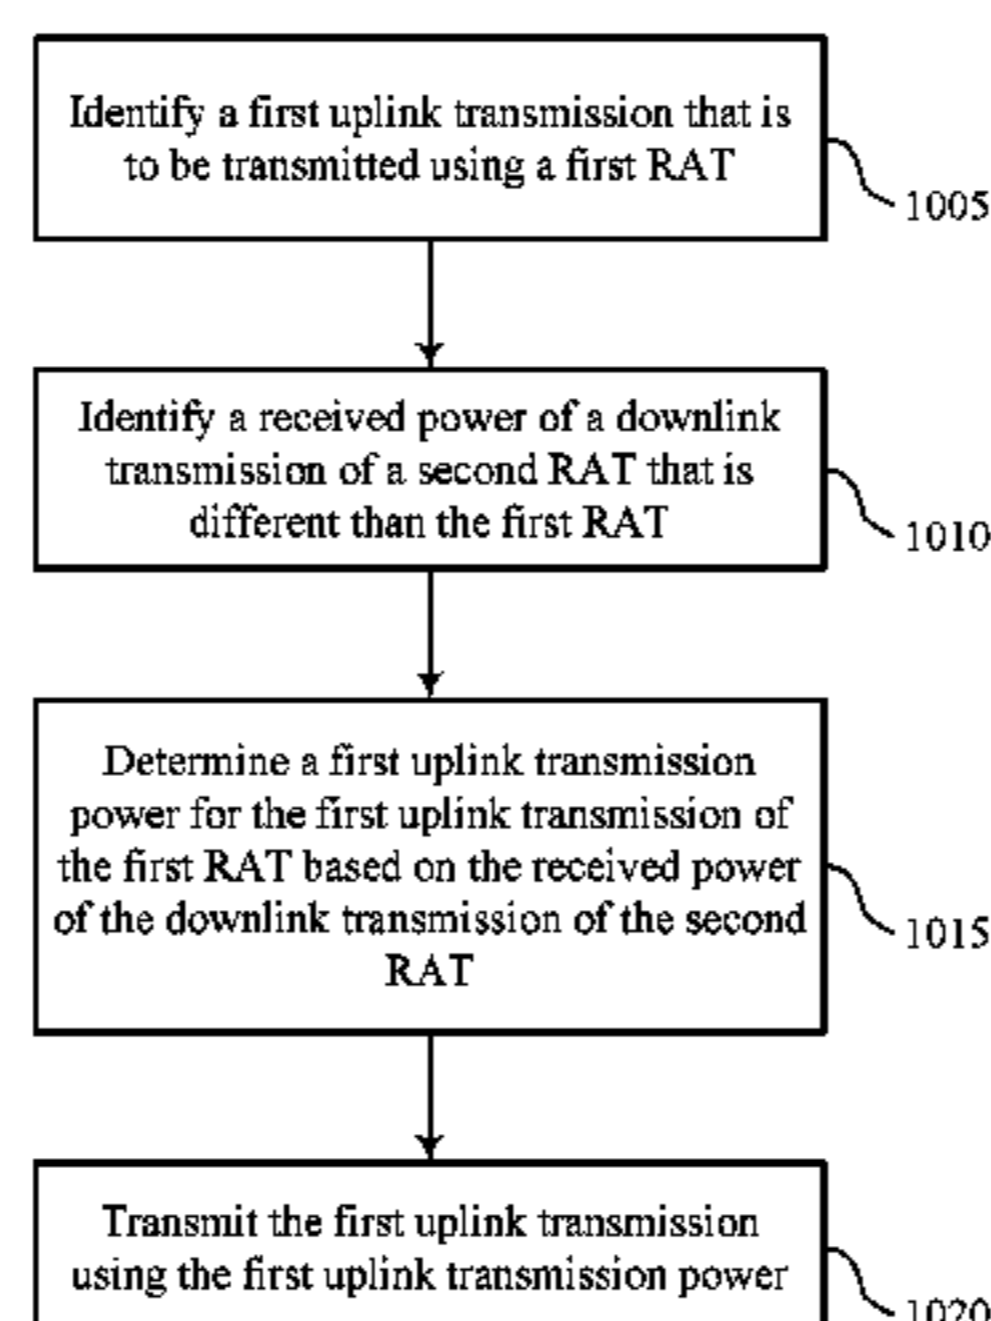 Identify a first uplink transmission that is
to be transmitted using a first RAT
1005
Identify a received power of a downlink
transmission of a second RAT that is
different than the first RAT
1010
Determine a first uplink transmission
power for the first uplink transmission of
the first RAT based on the received power
of the downlink transmission of the second
RAT
1015
Transmit the first uplink transmission
using the first uplink transmission power
1020